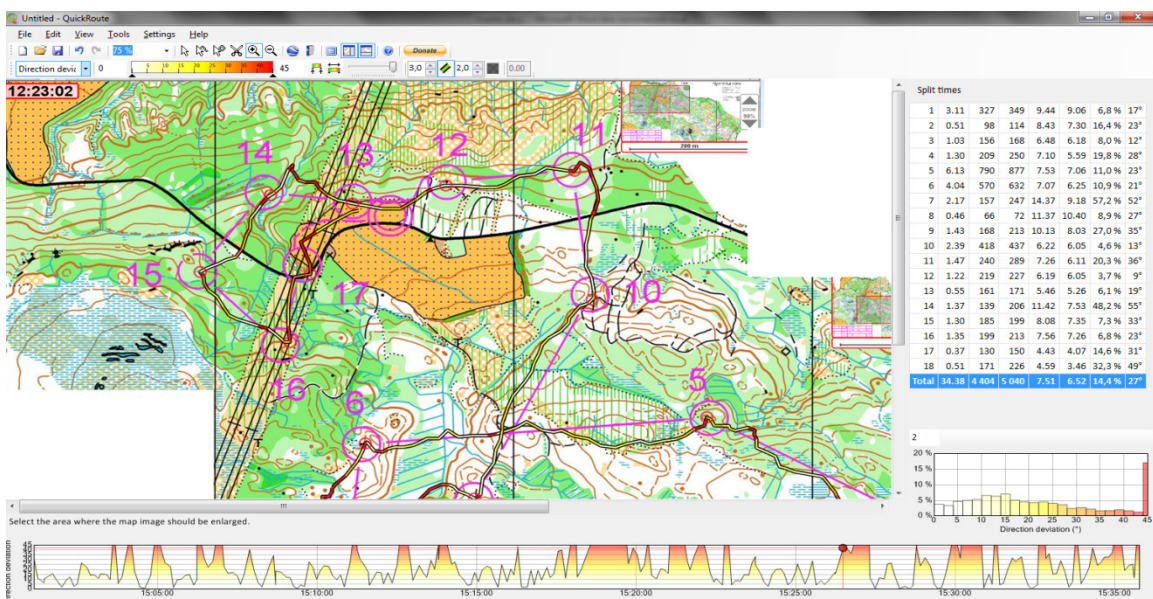 Untitled - QuickRoute
File Edit View Tools Settings Help
75 % Donate
Direction devia 0 5 10 15 20 25 30 35 40 45 3,0 2,0 0.00
12:23:02
11
12
13
14
ZOOM
98%
200 m
15
17
10
16
6
5
Split times
1 3.11 327 349 9.44 9.06 6,8 % 17°
2 0.51 98 114 8.43 7.30 16,4 % 23°
3 1.03 156 168 6.48 6.18 8,0 % 12°
4 1.30 209 250 7.10 5.59 19,8 % 28°
5 6.13 790 877 7.53 7.06 11,0 % 23°
6 4.04 570 632 7.07 6.25 10,9 % 21°
7 2.17 157 247 14.37 9.18 57,2 % 52°
8 0.46 66 72 11.37 10.40 8,9 % 27°
9 1.43 168 213 10.13 8.03 27,0 % 35°
10 2.39 418 437 6.22 6.05 4,6 % 13°
11 1.47 240 289 7.26 6.11 20,3 % 36°
12 1.22 219 227 6.19 6.05 3,7 % 9°
13 0.55 161 171 5.46 5.26 6,1 % 19°
14 1.37 139 206 11.42 7.53 48,2 % 55°
15 1.30 185 199 8.08 7.35 7,3 % 33°
16 1.35 199 213 7.56 7.26 6,8 % 23°
17 0.37 130 150 4.43 4.07 14,6 % 31°
18 0.51 171 226 4.59 3.46 32,3 % 49°
Total 34.38 4 404 5 040 7.51 6.52 14,4 % 27°
2
20 %
15 %
10 %
5 %
0 %
0 5 10 15 20 25 30 35 40 45
Direction deviation (°)
Select the area where the map image should be enlarged.
Direction deviation
15:05:00 15:10:00 15:15:00 15:20:00 15:25:00 15:30:00 15:35:00